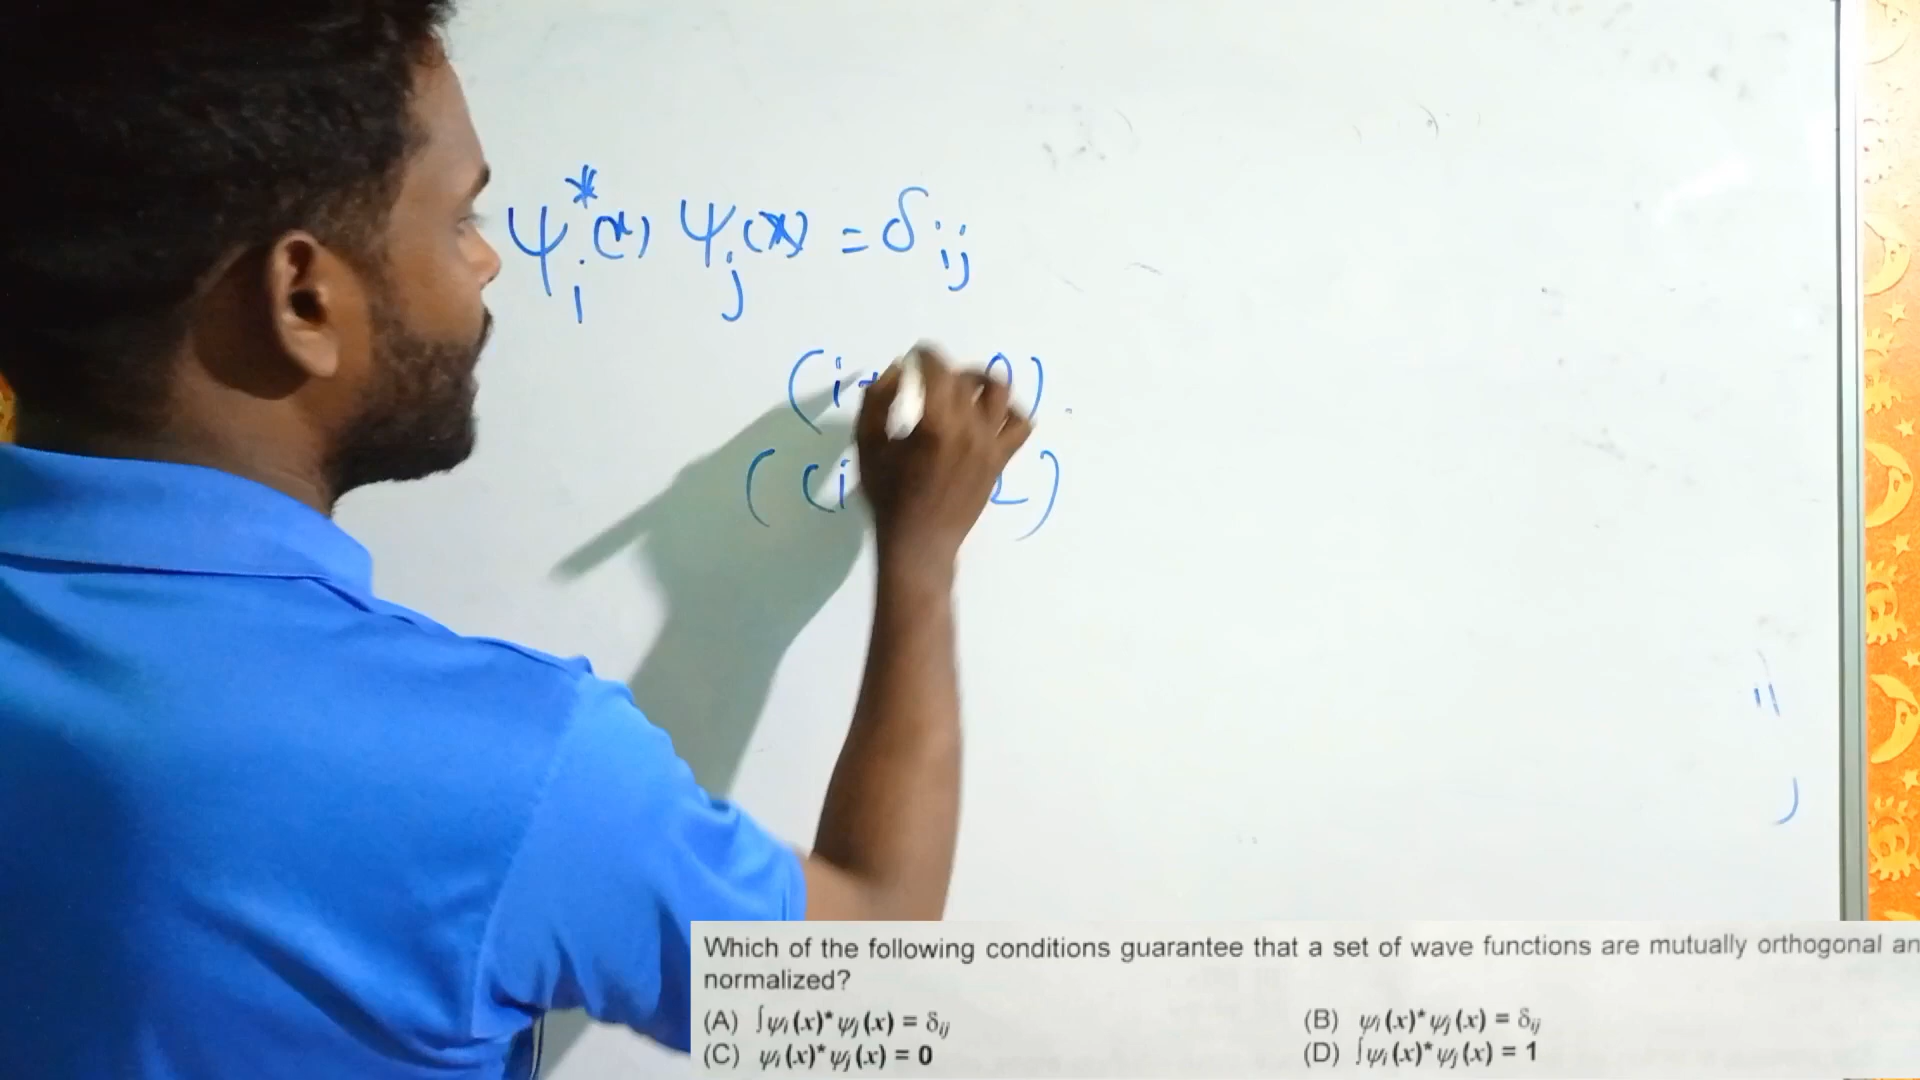 ψᵢ*(x) ψⱼ(x) = δᵢⱼ
Which of the following conditions guarantee that a set of wave functions are mutually orthogonal an
normalized?
(A) ∫ψᵢ(x)*ψⱼ(x) = δᵢⱼ
(B) ψᵢ(x)*ψⱼ(x) = δᵢⱼ
(C) ψᵢ(x)*ψⱼ(x) = 0
(D) ∫ψᵢ(x)*ψⱼ(x) = 1